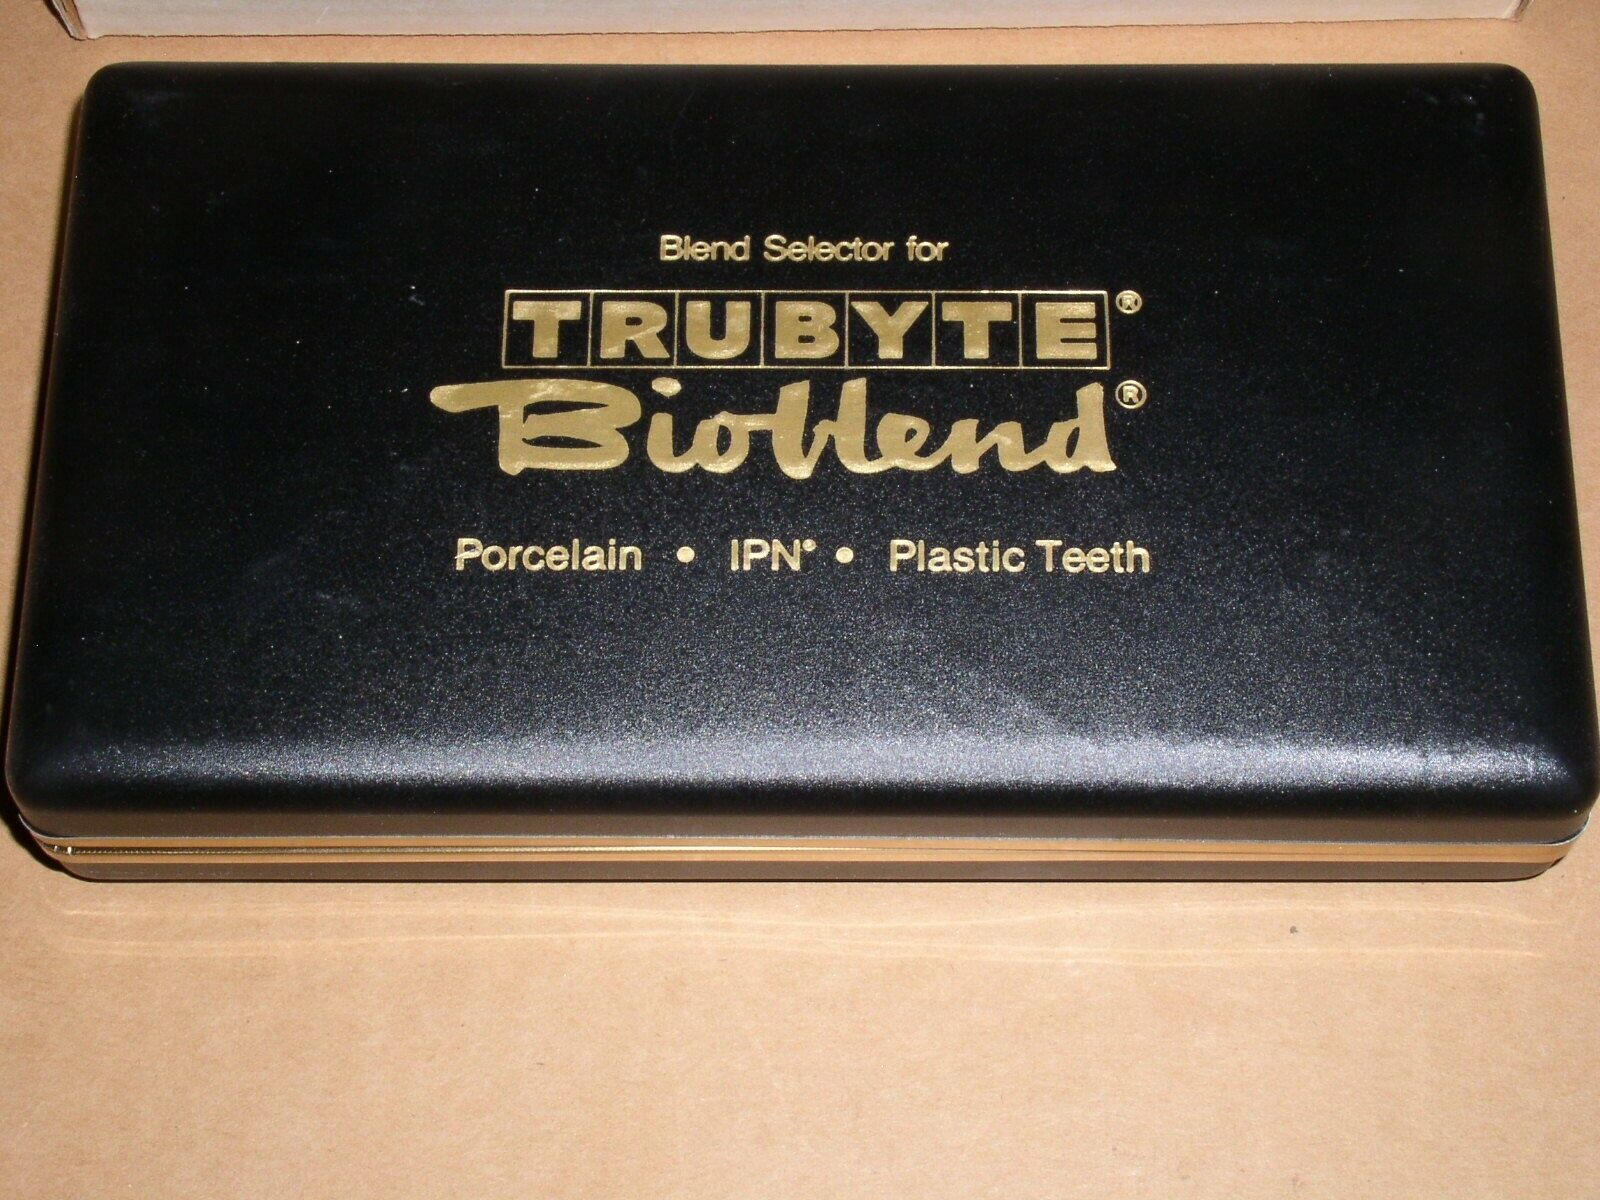 Blend Selector for
TRUBYTE®
Bioblend®
Porcelain • IPN® • Plastic Teeth